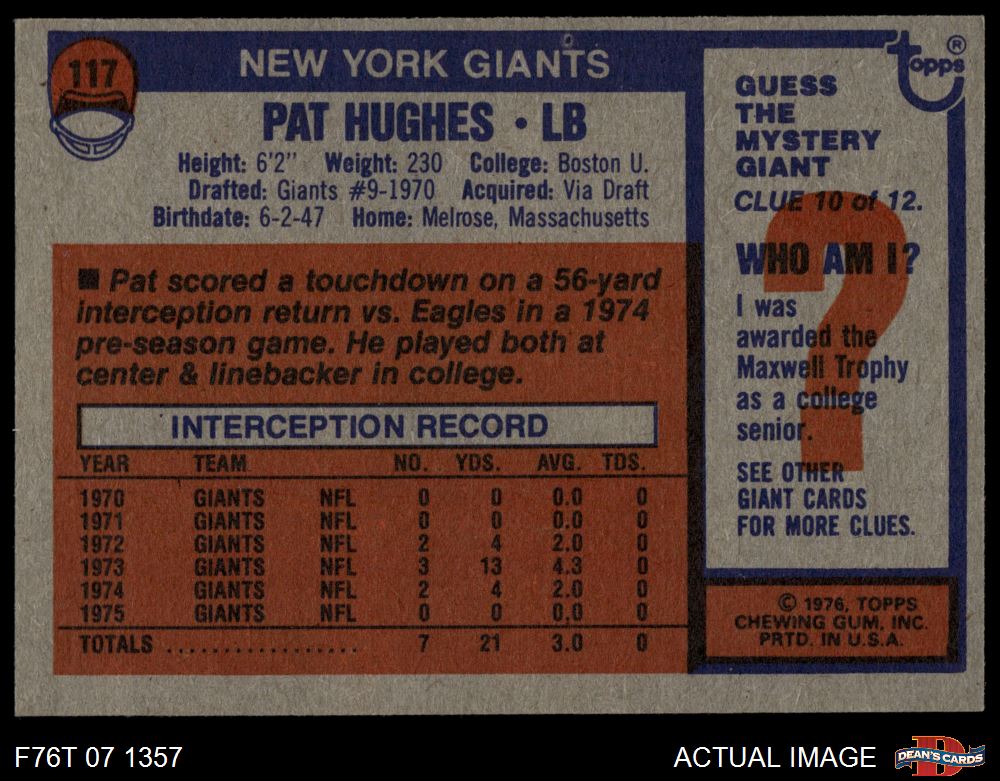 117
NEW YORK GIANTS
PAT HUGHES • LB
Height: 6'2" Weight: 230 College: Boston U.
Drafted: Giants #9-1970 Acquired: Via Draft
Birthdate: 6-2-47 Home: Melrose, Massachusetts
■ Pat scored a touchdown on a 56-yard
interception return vs. Eagles in a 1974
pre-season game. He played both at
center & linebacker in college.
INTERCEPTION RECORD
YEAR TEAM NO. YDS. AVG. TDS.
1970 GIANTS NFL 0 0 0.0 0
1971 GIANTS NFL 0 0 0.0 0
1972 GIANTS NFL 2 4 2.0 0
1973 GIANTS NFL 3 13 4.3 0
1974 GIANTS NFL 2 4 2.0 0
1975 GIANTS NFL 0 0 0.0 0
TOTALS .................. 7 21 3.0 0
topps ®
GUESS
THE
MYSTERY
GIANT
CLUE 10 of 12.
WHO AM I?
I was
awarded the
Maxwell Trophy
as a college
senior.
SEE OTHER
GIANT CARDS
FOR MORE CLUES.
?
© 1976, TOPPS
CHEWING GUM, INC.
PRTD. IN U.S.A.
F76T 07 1357
ACTUAL IMAGE
D
DEAN'S CARDS